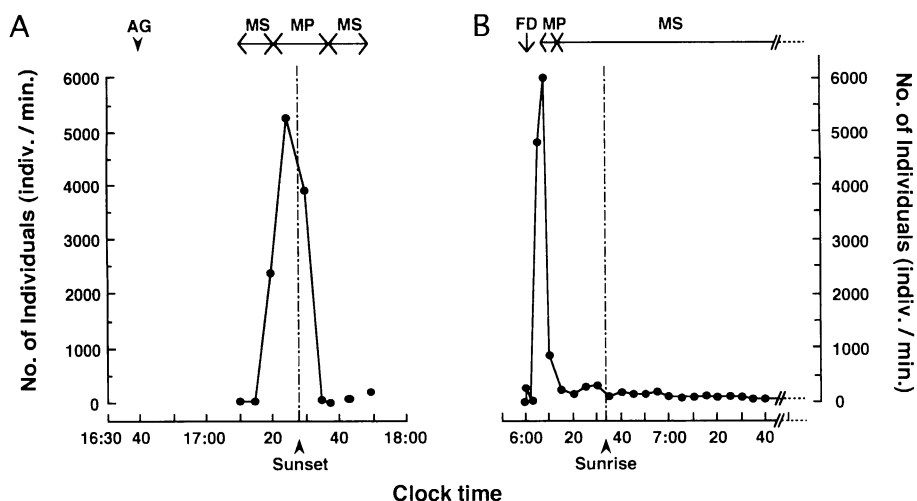 A
AG
MS MP MS
No. of Individuals (indiv. / min.)
6000
5000
4000
3000
2000
1000
0
16:30 40 17:00 20 40 18:00
Sunset
B
FD MP MS
6000
5000
4000
3000
2000
1000
0
No. of Individuals (indiv. / min.)
6:00 20 40 7:00 20 40
Sunrise
Clock time